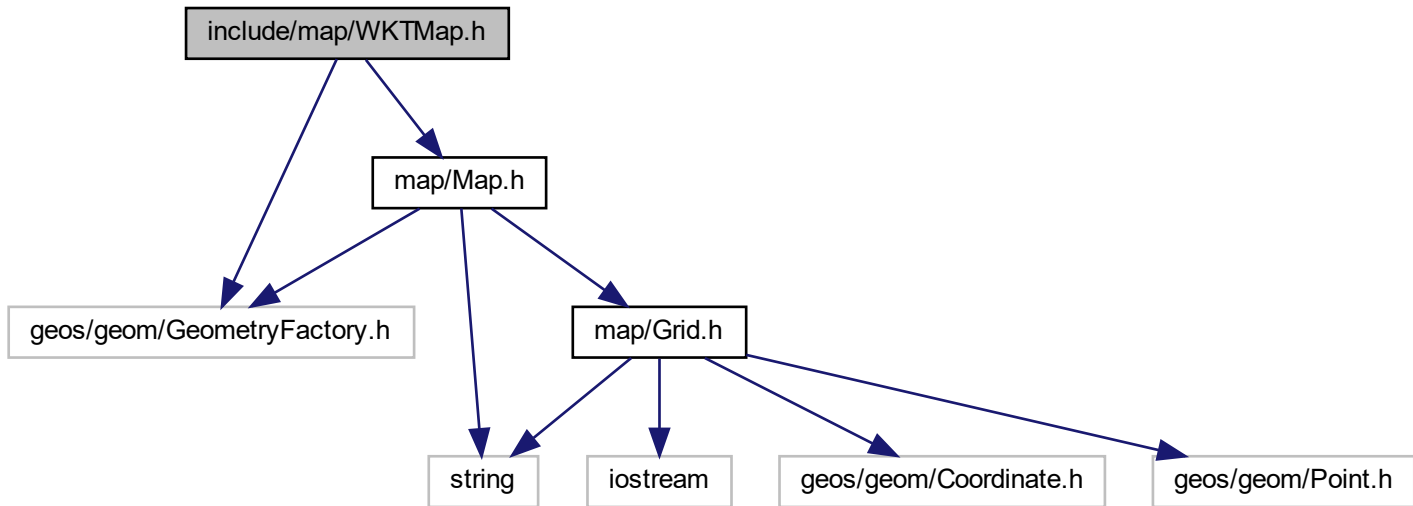 include/map/WKTMap.h
map/Map.h
geos/geom/GeometryFactory.h
map/Grid.h
string
iostream
geos/geom/Coordinate.h
geos/geom/Point.h